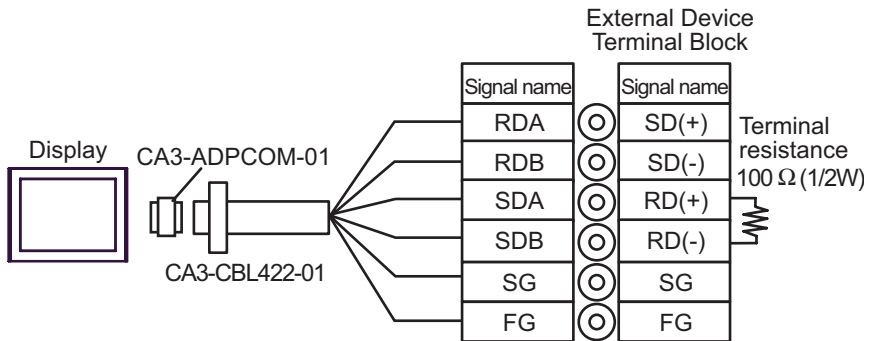 External Device
Terminal Block
Signal name
Signal name
RDA
SD(+)
RDB
SD(-)
SDA
RD(+)
SDB
RD(-)
SG
SG
FG
FG
Terminal
resistance
100 Ω (1/2W)
Display
CA3-ADPCOM-01
CA3-CBL422-01